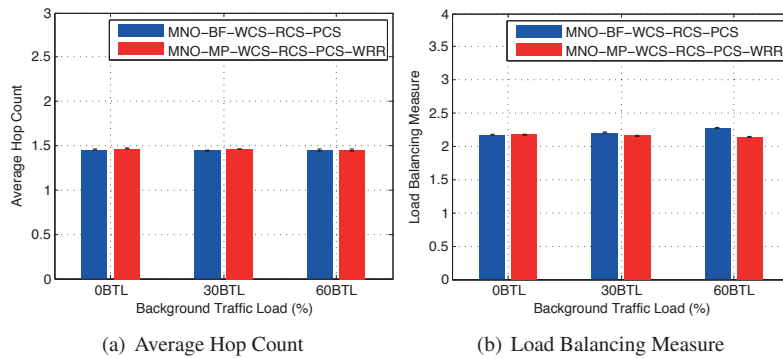 3
2.5
2
1.5
1
0.5
0
Average Hop Count
MNO-BF-WCS-RCS-PCS
MNO-MP-WCS-RCS-PCS-WRR
0BTL
30BTL
60BTL
Background Traffic Load (%)
(a) Average Hop Count
4
3.5
3
2.5
2
1.5
1
0.5
0
Load Balancing Measure
MNO-BF-WCS-RCS-PCS
MNO-MP-WCS-RCS-PCS-WRR
0BTL
30BTL
60BTL
Background Traffic Load (%)
(b) Load Balancing Measure